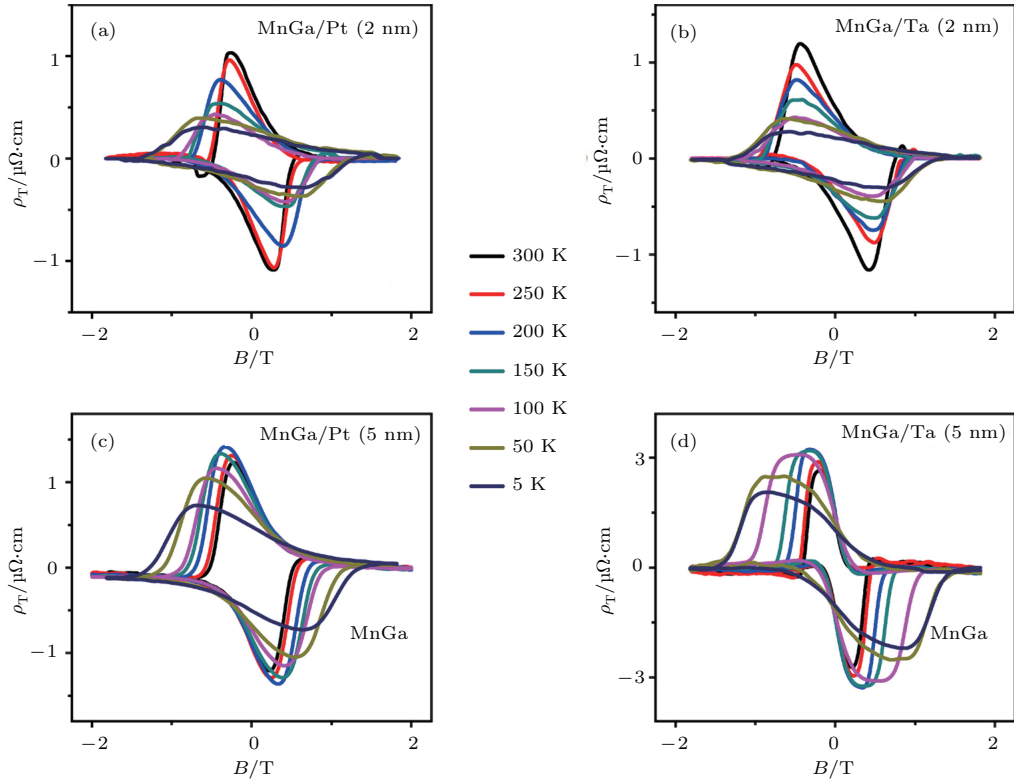 (a) MnGa/Pt (2 nm)
1
0
−1
ρT/μΩ·cm
−2 0 2
B/T
(b) MnGa/Ta (2 nm)
1
0
−1
ρT/μΩ·cm
−2 0 2
B/T
300 K
250 K
200 K
150 K
100 K
50 K
5 K
(c) MnGa/Pt (5 nm)
1
0
−1
ρT/μΩ·cm
MnGa
−2 0 2
B/T
(d) MnGa/Ta (5 nm)
3
0
−3
ρT/μΩ·cm
MnGa
−2 0 2
B/T